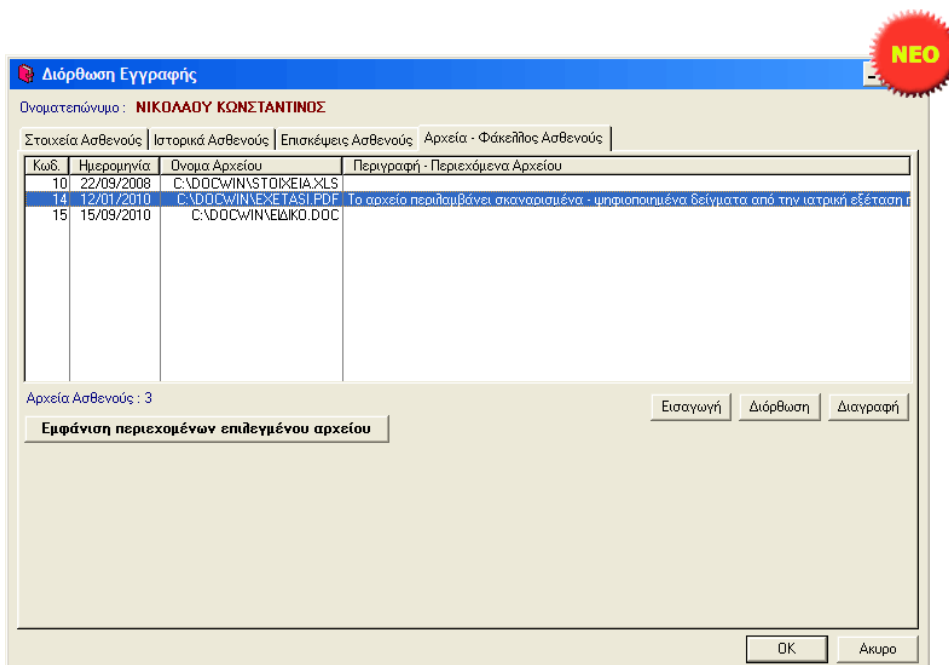 ΝΕΟ
Διόρθωση Εγγραφής
Ονοματεπώνυμο : ΝΙΚΟΛΑΟΥ ΚΩΝΣΤΑΝΤΙΝΟΣ
Στοιχεία Ασθενούς Ιστορικά Ασθενούς Επισκέψεις Ασθενούς Αρχεία - Φάκελλος Ασθενούς
Κωδ. Ημερομηνία Ονομα Αρχείου Περιγραφή - Περιεχόμενα Αρχείου
10 22/09/2008 C:\DOCWIN\STOIXEIA.XLS
14 12/01/2010 C:\DOCWIN\EXETASI.PDF Το αρχείο περιλαμβάνει σκαναρισμένα - ψηφιοποιημένα δείγματα από την ιατρική εξέταση
15 15/09/2010 C:\DOCWIN\ΕΙΔΙΚΟ.DOC
Αρχεία Ασθενούς : 3
Εισαγωγή Διόρθωση Διαγραφή
Εμφάνιση περιεχομένων επιλεγμένου αρχείου
OK Ακυρο